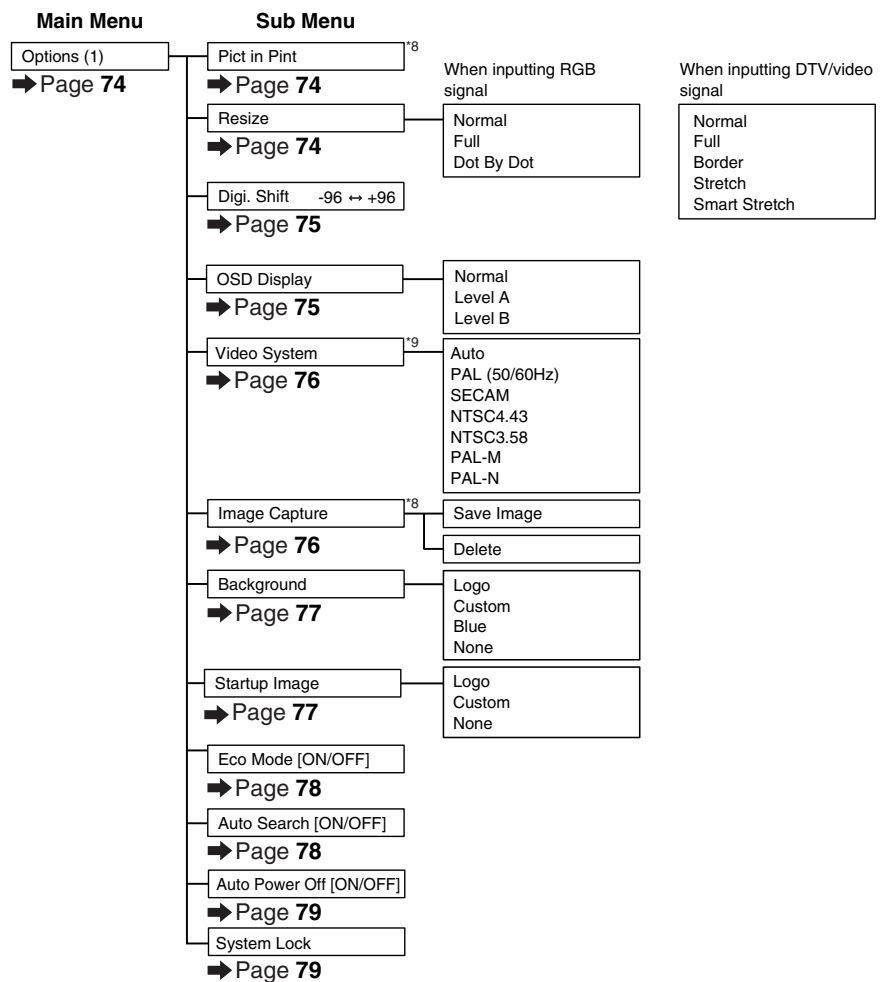 Main Menu
Sub Menu
Options (1)
Page 74
Pict in Pint
*8
Page 74
When inputting RGB
signal
When inputting DTV/video
signal
Resize
Page 74
Normal
Full
Dot By Dot
Normal
Full
Border
Stretch
Smart Stretch
Digi. Shift -96 ↔ +96
Page 75
OSD Display
Page 75
Normal
Level A
Level B
Video System
*9
Page 76
Auto
PAL (50/60Hz)
SECAM
NTSC4.43
NTSC3.58
PAL-M
PAL-N
Image Capture
*8
Page 76
Save Image
Delete
Background
Page 77
Logo
Custom
Blue
None
Startup Image
Page 77
Logo
Custom
None
Eco Mode [ON/OFF]
Page 78
Auto Search [ON/OFF]
Page 78
Auto Power Off [ON/OFF]
Page 79
System Lock
Page 79